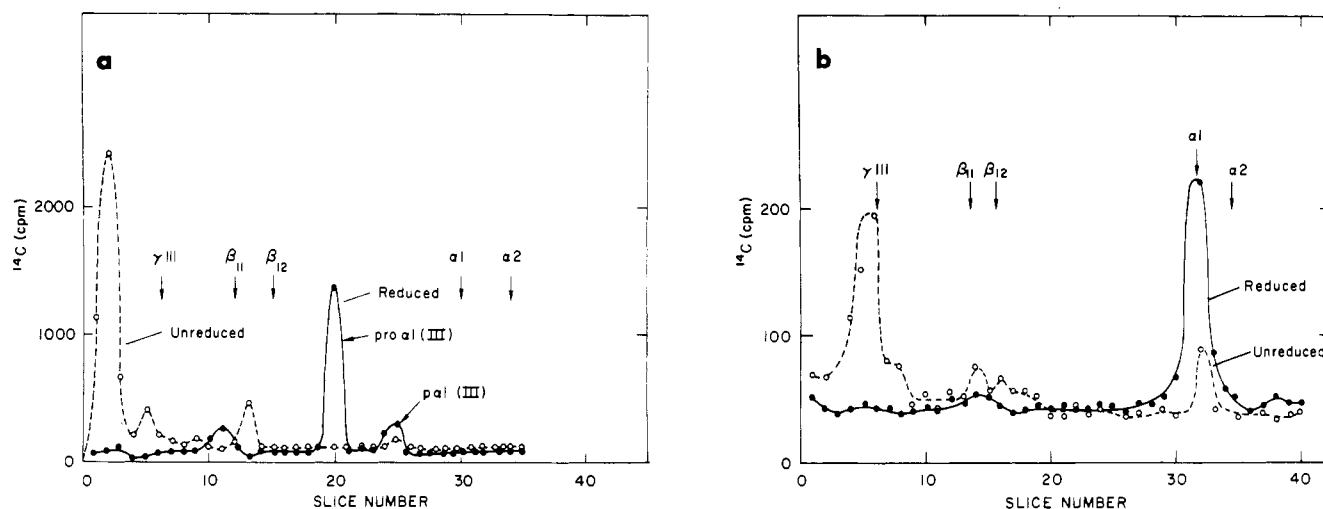 a
¹⁴C (cpm)
2000
1000
0
γIII
β₁₁
β₁₂
α1
α2
Reduced
Unreduced
pro α1 (III)
pα1 (III)
0
10
20
30
40
SLICE NUMBER
b
¹⁴C (cpm)
200
100
0
γIII
β₁₁
β₁₂
α1
α2
Reduced
Unreduced
0
10
20
30
40
SLICE NUMBER